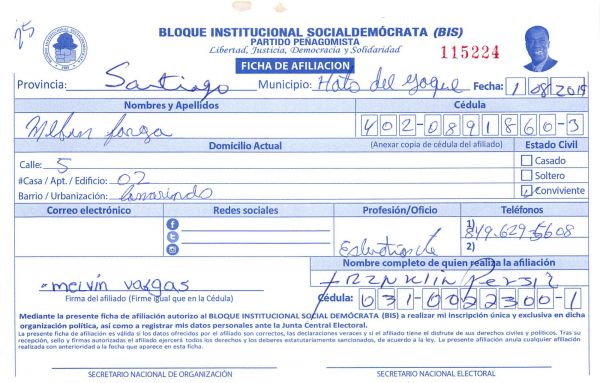 75
BLOQUE INSTITUCIONAL SOCIALDEMÓCRATA (BIS)
PARTIDO PEÑAGOMISTA
Libertad, Justicia, Democracia y Solidaridad
115224
FICHA DE AFILIACION
Provincia: Santiago Municipio: Hato del yaque Fecha: 1/08/2019
Nombres y Apellidos Cédula
Melvin 402-0891860-3
Domicilio Actual (Anexar copia de cédula del afiliado) Estado Civil
Calle: 5 Casado
#Casa / Apt. / Edificio: 02 Soltero
Barrio / Urbanización: Conviviente
Correo electrónico Redes sociales Profesión/Oficio Teléfonos
1) 849-629-5608
Estudiante 2)
Nombre completo de quien realiza la afiliación
melvin vargas Franklin
Firma del afiliado (Firme igual que en la Cédula) Cédula: 031-0022300-1
Mediante la presente ficha de afiliación autorizo al BLOQUE INSTITUCIONAL SOCIALDEMÓCRATA (BIS) a realizar mi inscripción única y exclusiva en dicha
organización política, así como a registrar mis datos personales ante la Junta Central Electoral.
La presente ficha de afiliación es válida si los datos ofrecidos por el afiliado son correctos, las declaraciones veraces y si el afiliado tiene el disfrute de sus derechos civiles y políticos. Tras su
recepción, sello y firmas autorizadas el afiliado ejercerá todos los derechos y los deberes estatutariamente sancionados, de acuerdo a la ley. La presente afiliación anula cualquier afiliación
realizada con anterioridad a la fecha que aparece en esta ficha.
SECRETARIO NACIONAL DE ORGANIZACIÓN SECRETARIO NACIONAL ELECTORAL